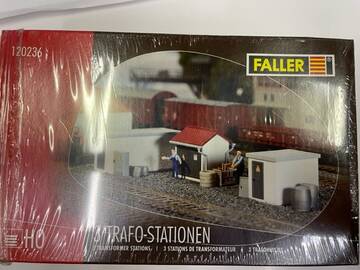 120236
FALLER
H0
3 TRAFO-STATIONEN
3 TRANSFORMER STATIONS / 3 STATIONS DE TRANSFORMATEUR /